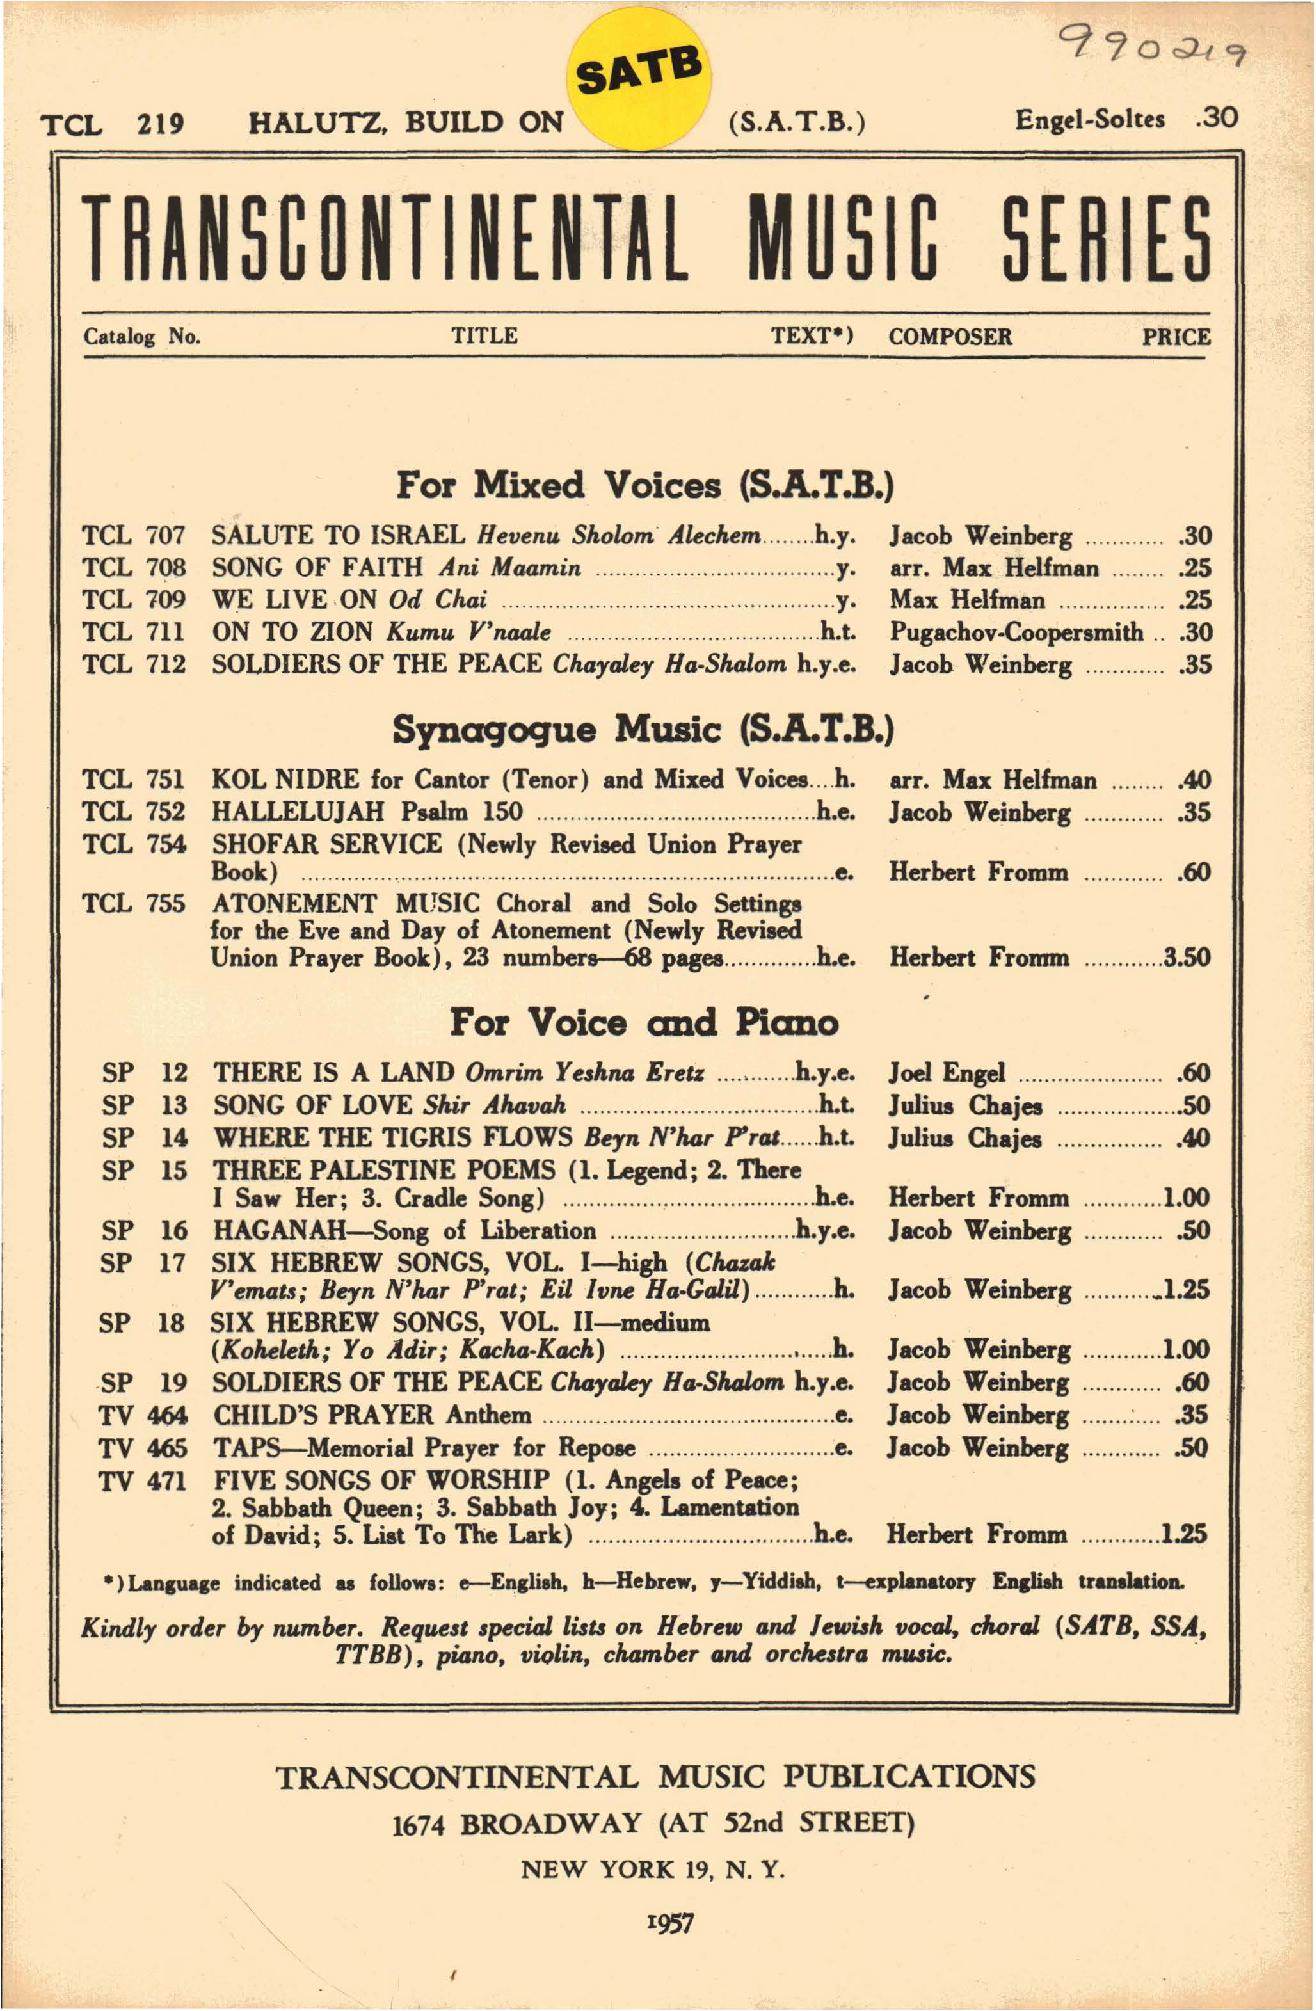 990219
SATB
TCL 219 HALUTZ, BUILD ON (S.A.T.B.) Engel-Soltes .30
TRANSCONTINENTAL MUSIC SERIES
Catalog No. TITLE TEXT*) COMPOSER PRICE
For Mixed Voices (S.A.T.B.)
TCL 707 SALUTE TO ISRAEL Hevenu Sholom Alechem.......h.y. Jacob Weinberg ............ .30
TCL 708 SONG OF FAITH Ani Maamin ....................................y. arr. Max Helfman ........ .25
TCL 709 WE LIVE ON Od Chai ..................................................y. Max Helfman ................ .25
TCL 711 ON TO ZION Kumu V'naale ......................................h.t. Pugachov-Coopersmith .. .30
TCL 712 SOLDIERS OF THE PEACE Chayaley Ha-Shalom h.y.e. Jacob Weinberg ............ .35
Synagogue Music (S.A.T.B.)
TCL 751 KOL NIDRE for Cantor (Tenor) and Mixed Voices....h. arr. Max Helfman ........ .40
TCL 752 HALLELUJAH Psalm 150 ..........................................h.e. Jacob Weinberg ............ .35
TCL 754 SHOFAR SERVICE (Newly Revised Union Prayer
Book) ................................................................................e. Herbert Fromm ............ .60
TCL 755 ATONEMENT MUSIC Choral and Solo Settings
for the Eve and Day of Atonement (Newly Revised
Union Prayer Book), 23 numbers—68 pages..............h.e. Herbert Fromm ............3.50
For Voice and Piano
SP 12 THERE IS A LAND Omrim Yeshna Eretz ............h.y.e. Joel Engel ...................... .60
SP 13 SONG OF LOVE Shir Ahavah ....................................h.t. Julius Chajes ..................50
SP 14 WHERE THE TIGRIS FLOWS Beyn N'har P'rat......h.t. Julius Chajes ................ .40
SP 15 THREE PALESTINE POEMS (1. Legend; 2. There
I Saw Her; 3. Cradle Song) ......................................h.e. Herbert Fromm ............1.00
SP 16 HAGANAH—Song of Liberation ............................h.y.e. Jacob Weinberg ............ .50
SP 17 SIX HEBREW SONGS, VOL. I—high (Chazak
V'emats; Beyn N'har P'rat; Eil Ivne Ha-Galil)............h. Jacob Weinberg ............1.25
SP 18 SIX HEBREW SONGS, VOL. II—medium
(Koheleth; Yo Adir; Kacha-Kach) ................................h. Jacob Weinberg ............1.00
SP 19 SOLDIERS OF THE PEACE Chayaley Ha-Shalom h.y.e. Jacob Weinberg ............ .60
TV 464 CHILD'S PRAYER Anthem ............................................e. Jacob Weinberg ............ .35
TV 465 TAPS—Memorial Prayer for Repose ............................e. Jacob Weinberg ............ .50
TV 471 FIVE SONGS OF WORSHIP (1. Angels of Peace;
2. Sabbath Queen; 3. Sabbath Joy; 4. Lamentation
of David; 5. List To The Lark) ..................................h.e. Herbert Fromm ............1.25
*)Language indicated as follows: e—English, h—Hebrew, y—Yiddish, t—explanatory English translation.
Kindly order by number. Request special lists on Hebrew and Jewish vocal, choral (SATB, SSA,
TTBB), piano, violin, chamber and orchestra music.
TRANSCONTINENTAL MUSIC PUBLICATIONS
1674 BROADWAY (AT 52nd STREET)
NEW YORK 19, N. Y.
1957